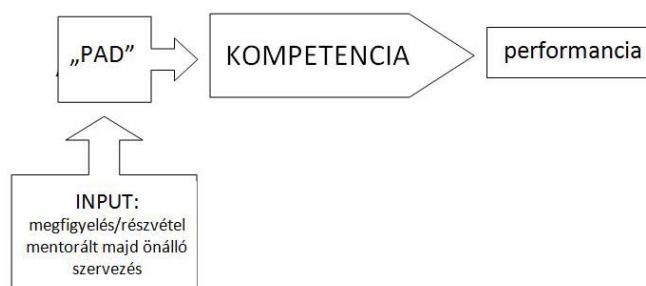 „PAD”
KOMPETENCIA
performancia
INPUT:
megfigyelés/részvétel
mentorált majd önálló
szervezés